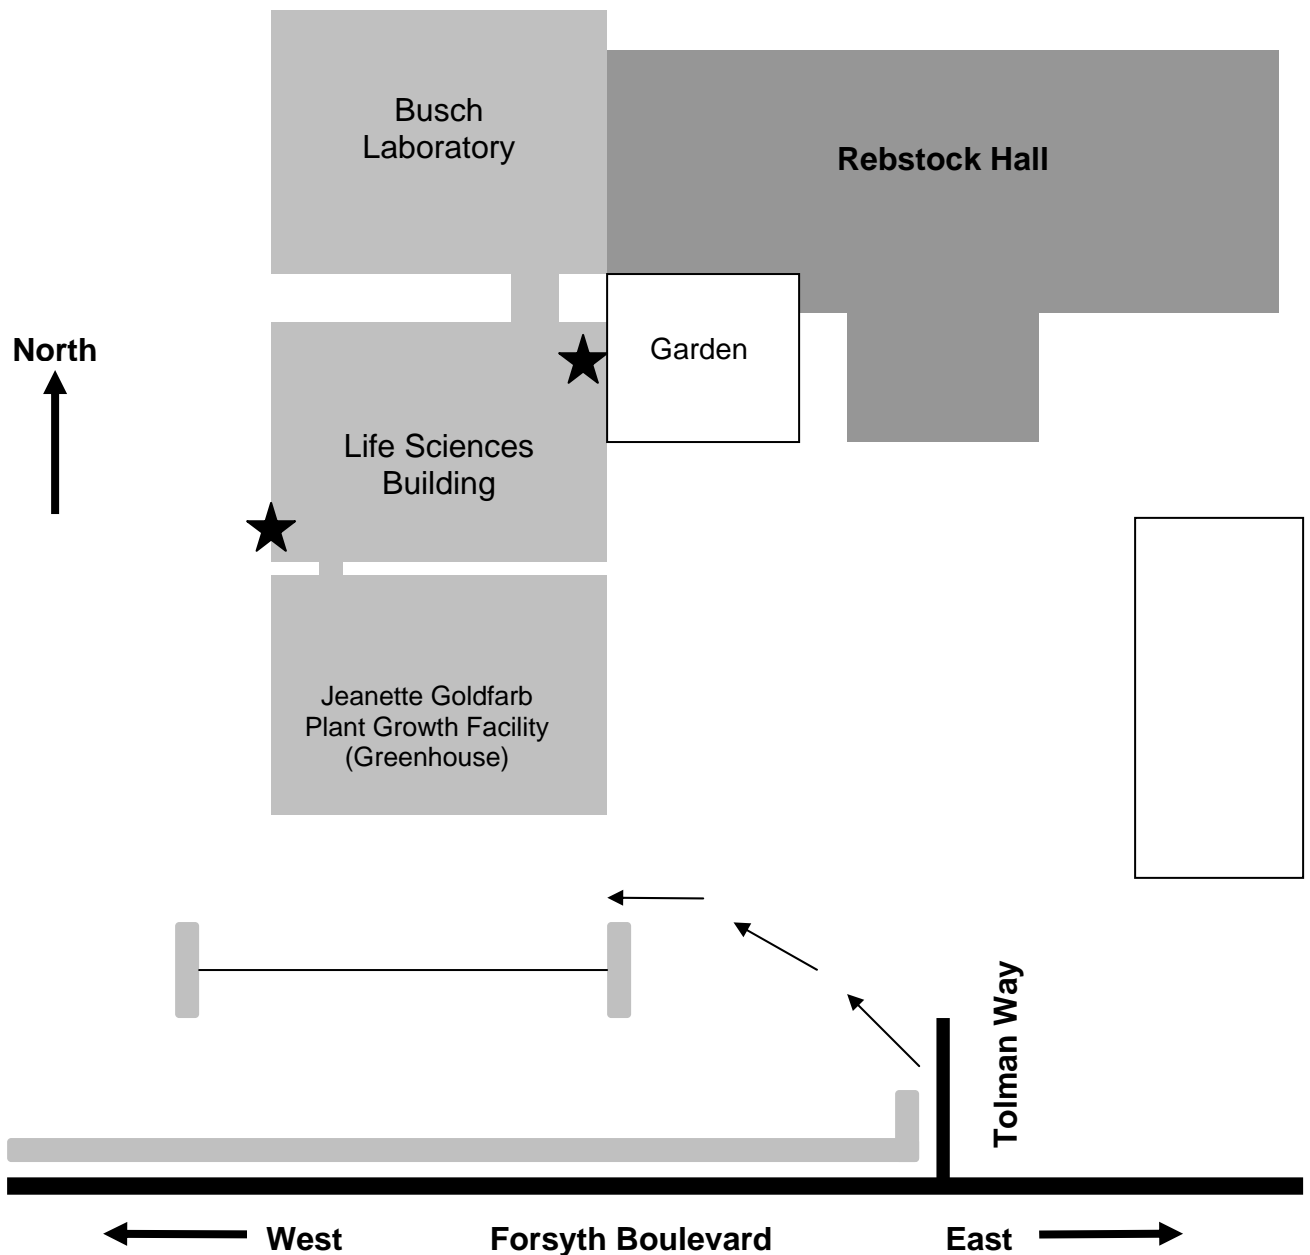 Busch
Laboratory
Rebstock Hall
North
Garden
Life Sciences
Building
Jeanette Goldfarb
Plant Growth Facility
(Greenhouse)
Tolman Way
West
Forsyth Boulevard
East